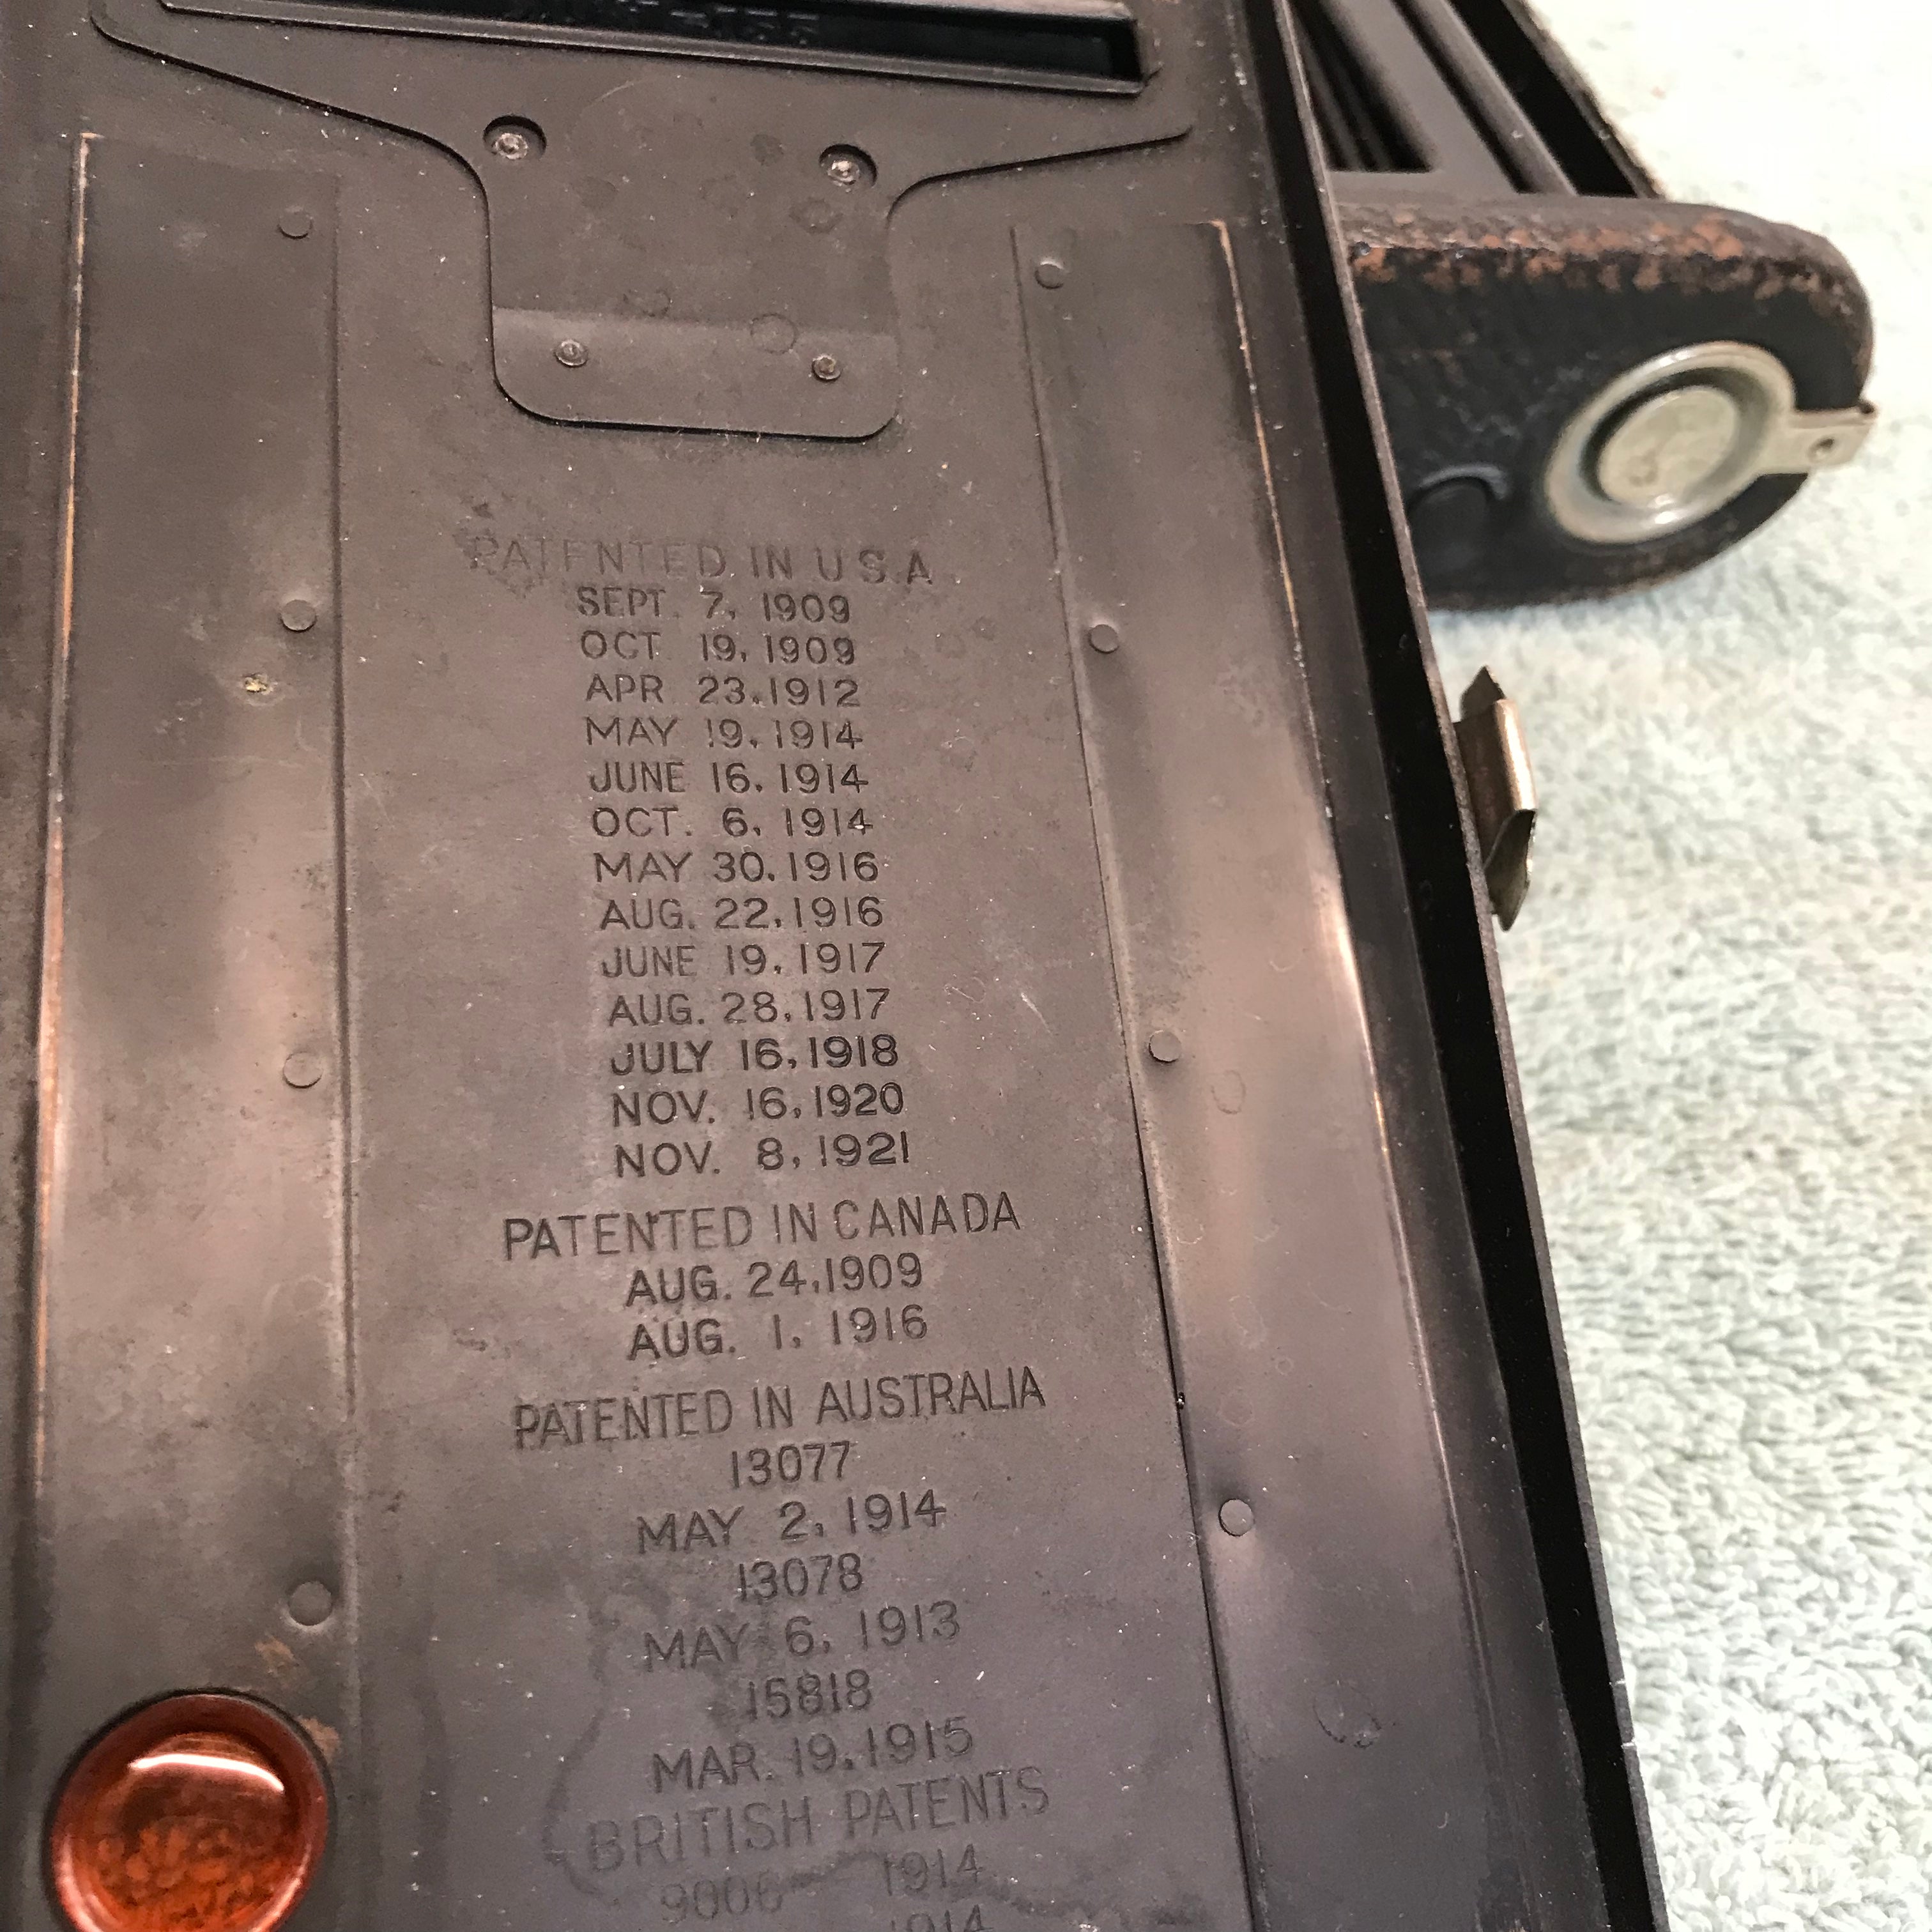 PATENTED IN U.S.A.
SEPT. 7, 1909
OCT. 19, 1909
APR. 23, 1912
MAY 19, 1914
JUNE 16, 1914
OCT. 6, 1914
MAY 30, 1916
AUG. 22, 1916
JUNE 19, 1917
AUG. 28, 1917
JULY 16, 1918
NOV. 16, 1920
NOV. 8, 1921
PATENTED IN CANADA
AUG. 24, 1909
AUG. 1, 1916
PATENTED IN AUSTRALIA
13077
MAY 2, 1914
13078
MAY 6, 1913
15818
MAR. 19, 1915
BRITISH PATENTS
1914
1914